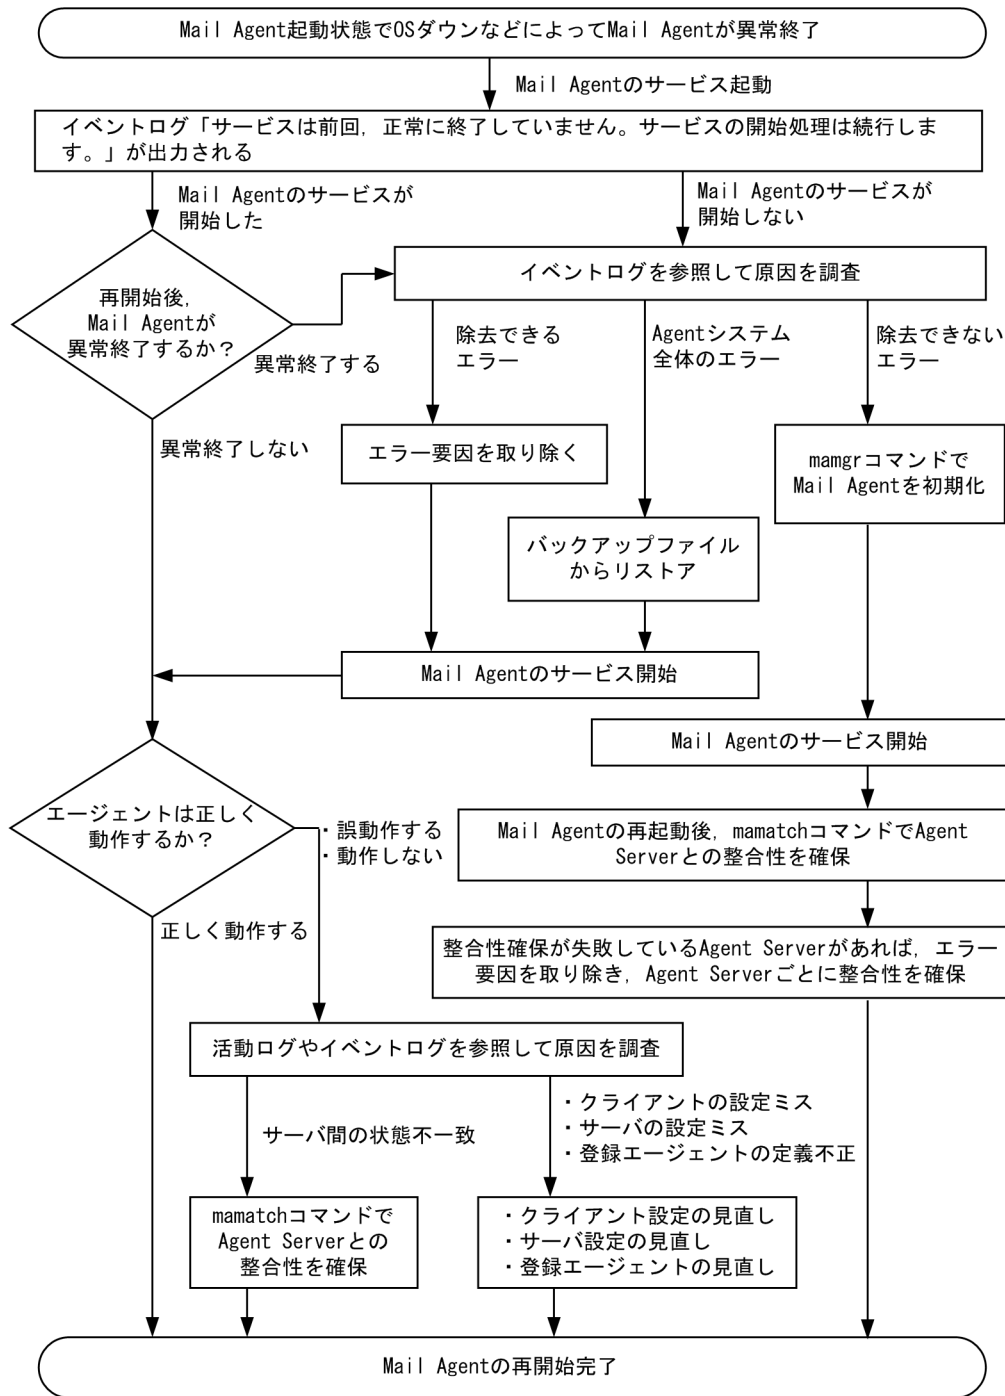 Mail Agent起動状態でOSダウンなどによってMail Agentが異常終了
Mail Agentのサービス起動
イベントログ「サービスは前回，正常に終了していません。サービスの開始処理は続行しま
す。」が出力される
Mail Agentのサービスが
開始した
Mail Agentのサービスが
開始しない
イベントログを参照して原因を調査
再開始後，
Mail Agentが
異常終了するか？
異常終了する
除去できる
エラー
Agentシステム
全体のエラー
除去できない
エラー
異常終了しない
エラー要因を取り除く
mamgrコマンドで
Mail Agentを初期化
バックアップファイル
からリストア
Mail Agentのサービス開始
Mail Agentのサービス開始
エージェントは正しく
動作するか？
・誤動作する
・動作しない
Mail Agentの再起動後，mamatchコマンドでAgent
Serverとの整合性を確保
正しく動作する
整合性確保が失敗しているAgent Serverがあれば，エラー
要因を取り除き，Agent Serverごとに整合性を確保
活動ログやイベントログを参照して原因を調査
サーバ間の状態不一致
・クライアントの設定ミス
・サーバの設定ミス
・登録エージェントの定義不正
mamatchコマンドで
Agent Serverとの
整合性を確保
・クライアント設定の見直し
・サーバ設定の見直し
・登録エージェントの見直し
Mail Agentの再開始完了